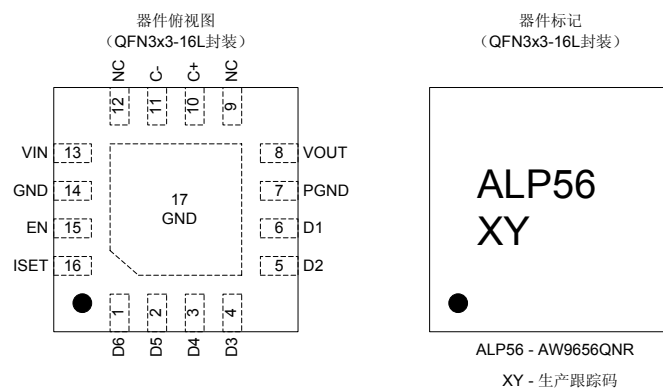 器件俯视图
（QFN3x3-16L封装）
NC C- C+ NC
12 11 10 9
VIN 13
GND 14
EN 15
ISET 16
8 VOUT
7 PGND
6 D1
5 D2
17
GND
1 2 3 4
D6 D5 D4 D3
器件标记
（QFN3x3-16L封装）
ALP56
XY
ALP56 - AW9656QNR
XY - 生产跟踪码